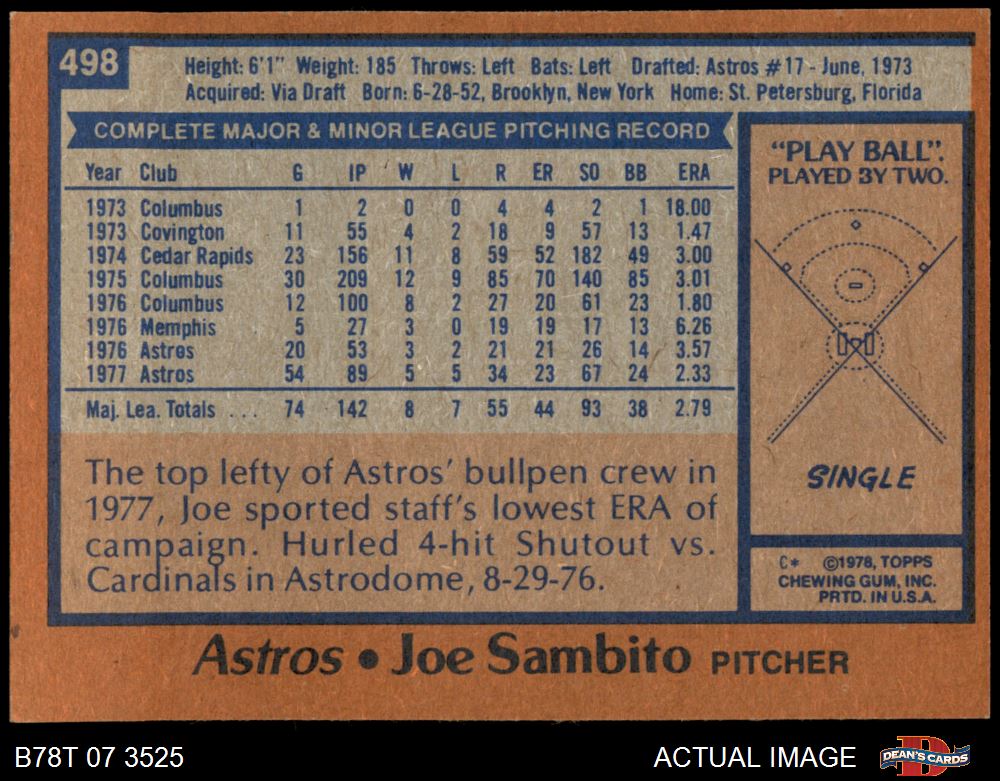 498
Height: 6'1" Weight: 185 Throws: Left Bats: Left Drafted: Astros #17 - June, 1973
Acquired: Via Draft Born: 6-28-52, Brooklyn, New York Home: St. Petersburg, Florida
COMPLETE MAJOR & MINOR LEAGUE PITCHING RECORD
Year Club G IP W L R ER SO BB ERA
1973 Columbus 1 2 0 0 4 4 2 1 18.00
1973 Covington 11 55 4 2 18 9 57 13 1.47
1974 Cedar Rapids 23 156 11 8 59 52 182 49 3.00
1975 Columbus 30 209 12 9 85 70 140 85 3.01
1976 Columbus 12 100 8 2 27 20 61 23 1.80
1976 Memphis 5 27 3 0 19 19 17 13 6.26
1976 Astros 20 53 3 2 21 21 26 14 3.57
1977 Astros 54 89 5 5 34 23 67 24 2.33
Maj. Lea. Totals ... 74 142 8 7 55 44 93 38 2.79
The top lefty of Astros' bullpen crew in
1977, Joe sported staff's lowest ERA of
campaign. Hurled 4-hit Shutout vs.
Cardinals in Astrodome, 8-29-76.
"PLAY BALL".
PLAYED BY TWO.
SINGLE
C* ©1978, TOPPS
CHEWING GUM, INC.
PRTD. IN U.S.A.
Astros • Joe Sambito PITCHER
B78T 07 3525
ACTUAL IMAGE
DEAN'S CARDS